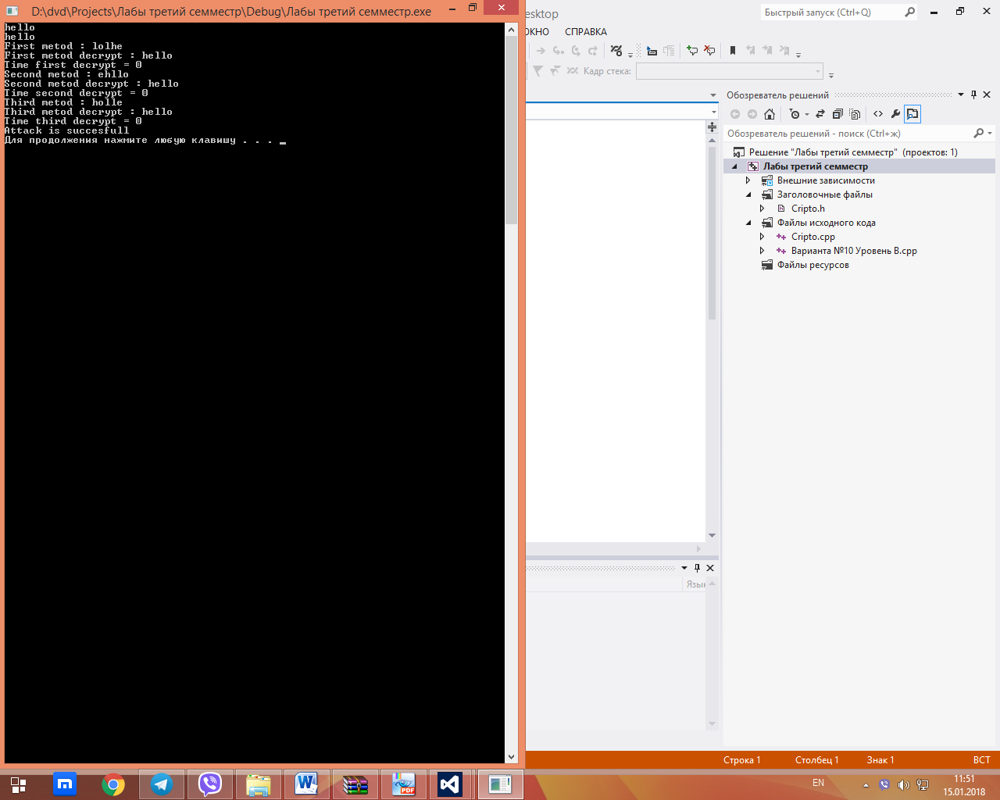 D:\dvd\Projects\Лабы третий семместр\Debug\Лабы третий семместр.exe
hello
hello
First metod : lolhe
First metod decrypt : hello
Time first decrypt = 0
Second metod : ehllo
Second metod decrypt : hello
Time second decrypt = 0
Third metod : holle
Third metod decrypt : hello
Time third decrypt = 0
Attack is succesfull
Для продолжения нажмите любую клавишу . . .
esktop
Быстрый запуск (Ctrl+Q)
ОКНО СПРАВКА
Кадр стека:
Обозреватель решений
Обозреватель решений - поиск (Ctrl+ж)
Решение "Лабы третий семместр" (проектов: 1)
Лабы третий семместр
Внешние зависимости
Заголовочные файлы
Cripto.h
Файлы исходного кода
Cripto.cpp
Варианта №10 Уровень B.cpp
Файлы ресурсов
Язык
Строка 1 Столбец 1 Знак 1 ВСТ
EN
11:51
15.01.2018